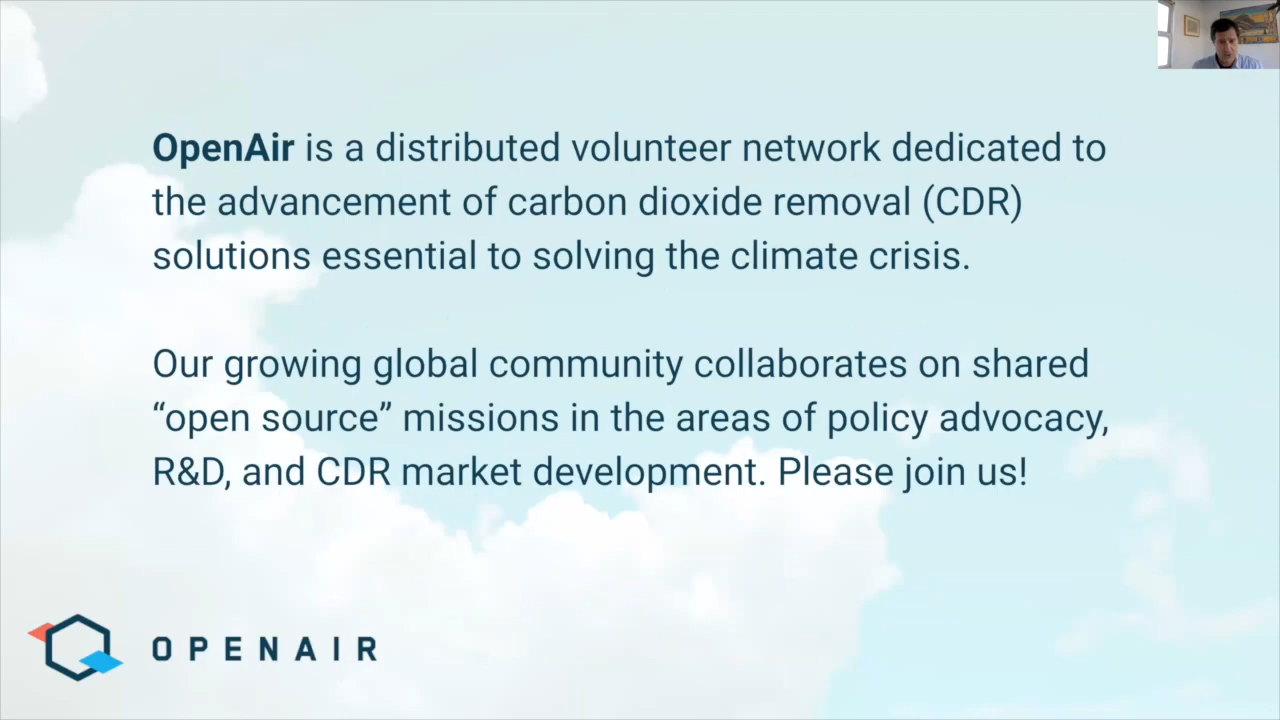 OpenAir is a distributed volunteer network dedicated to
the advancement of carbon dioxide removal (CDR)
solutions essential to solving the climate crisis.
Our growing global community collaborates on shared
“open source” missions in the areas of policy advocacy,
R&D, and CDR market development. Please join us!
OPENAIR